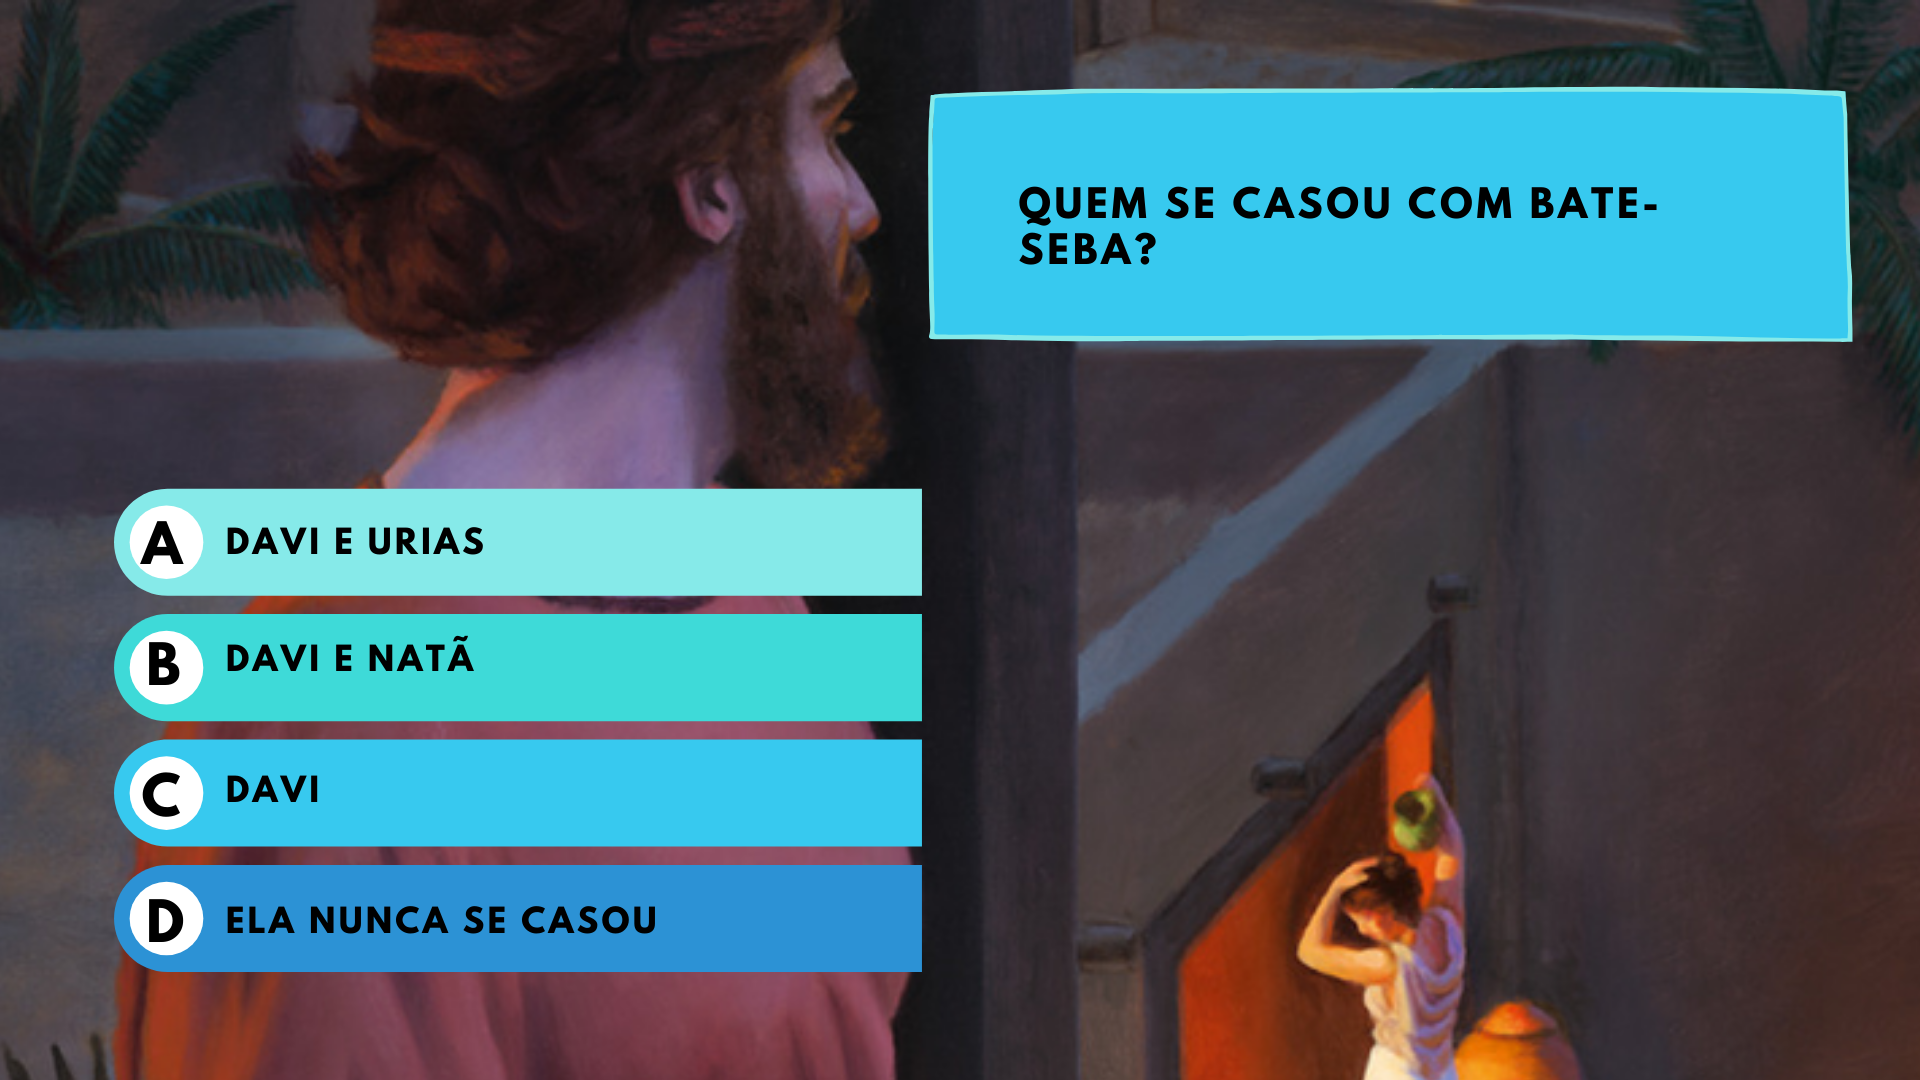 QUEM SE CASOU COM BATE-
SEBA?
A DAVI E URIAS
B DAVI E NATÃ
C DAVI
D ELA NUNCA SE CASOU